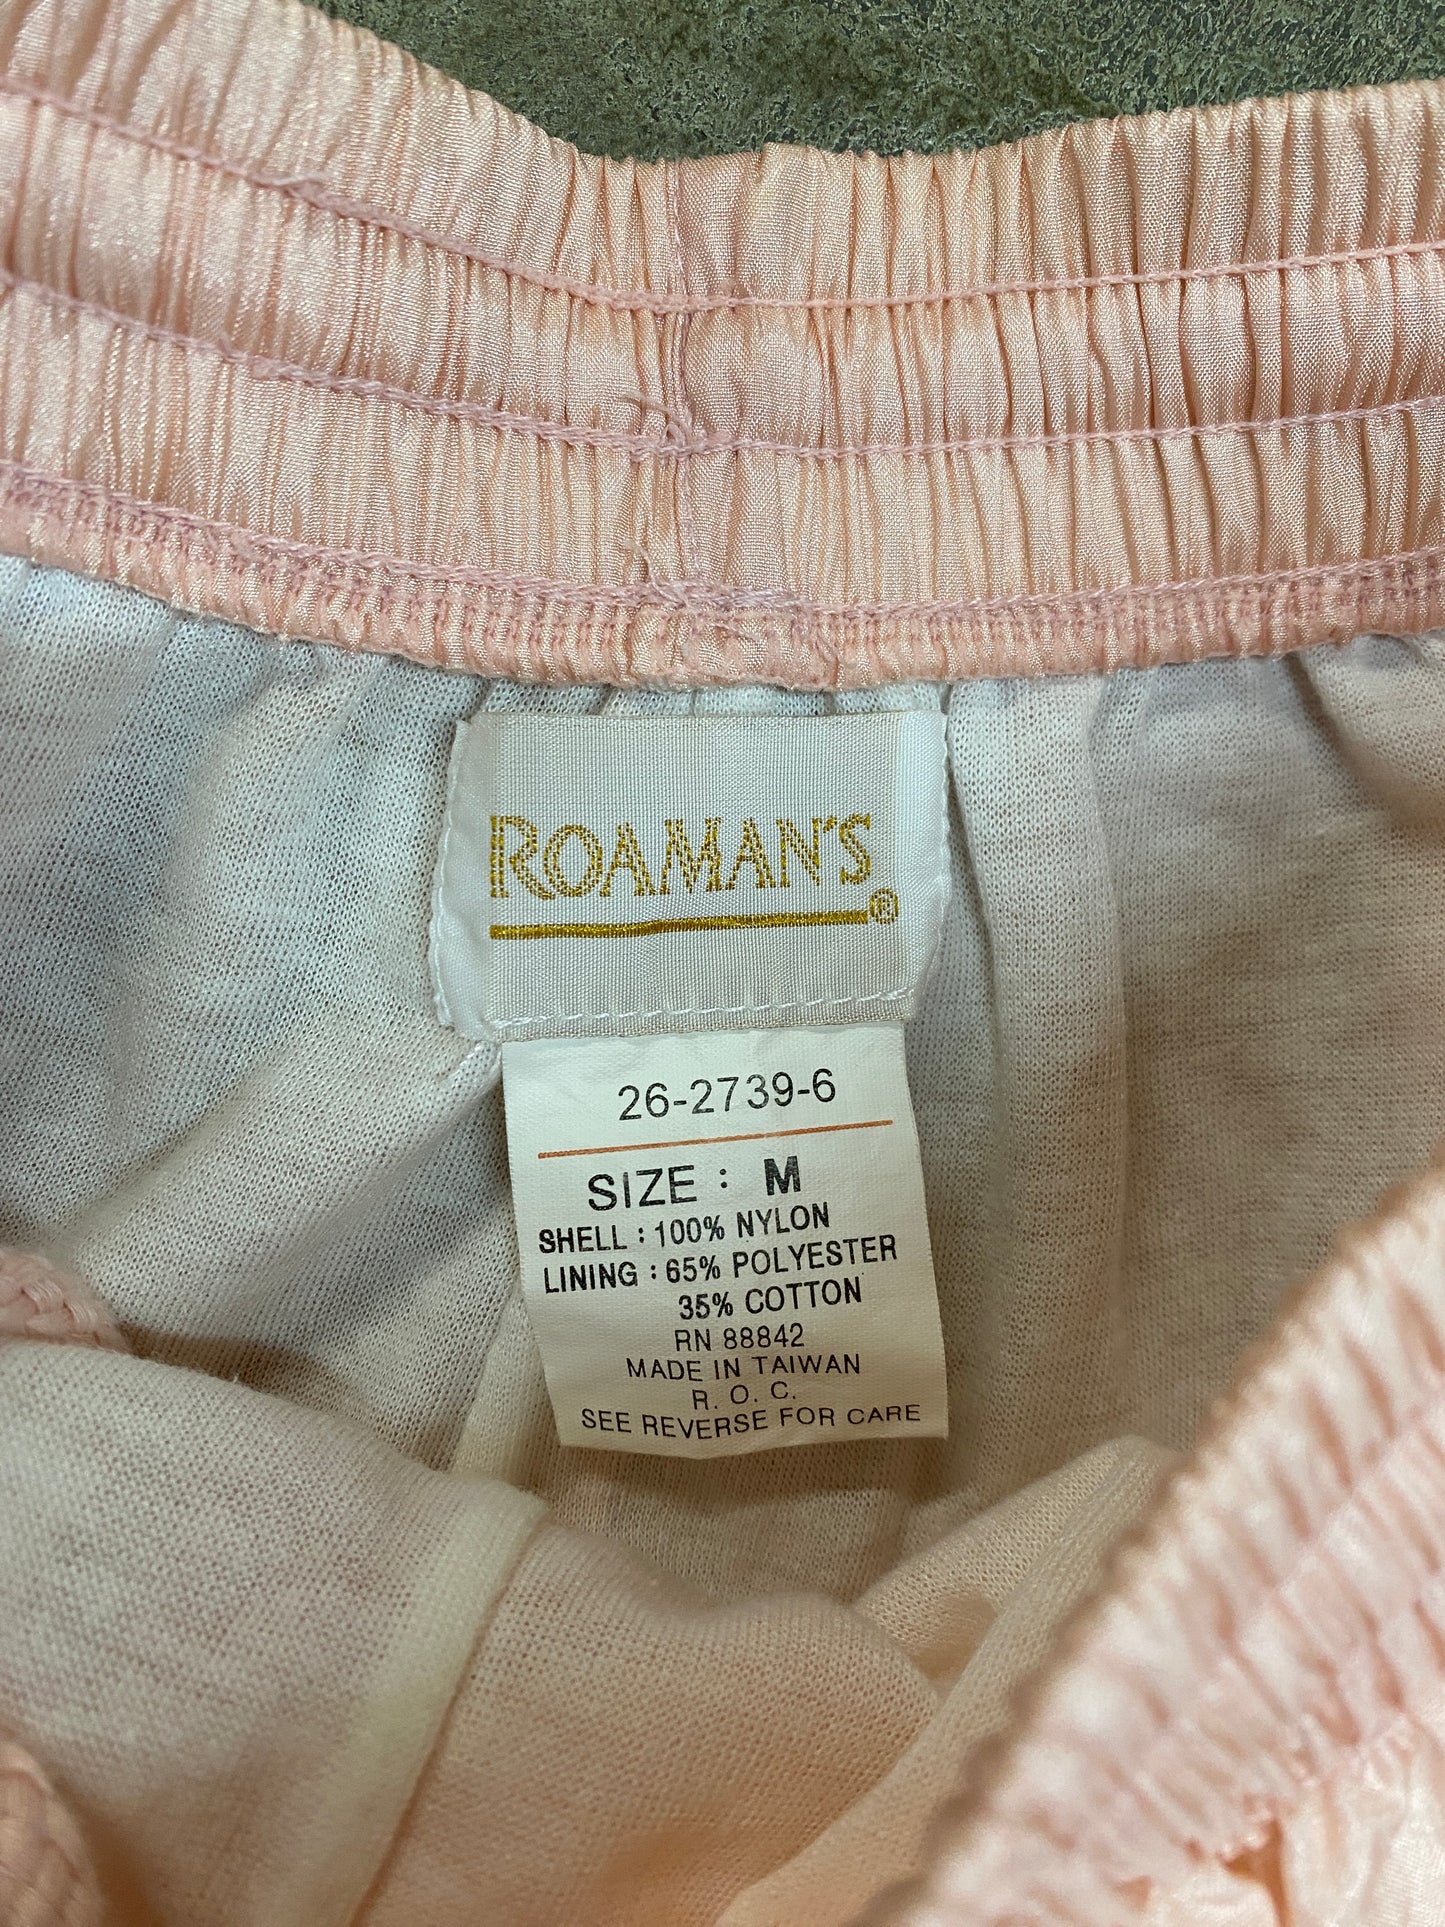 ROAMAN'S®
26-2739-6
SIZE : M
SHELL : 100% NYLON
LINING : 65% POLYESTER
35% COTTON
RN 88842
MADE IN TAIWAN
R. O. C.
SEE REVERSE FOR CARE